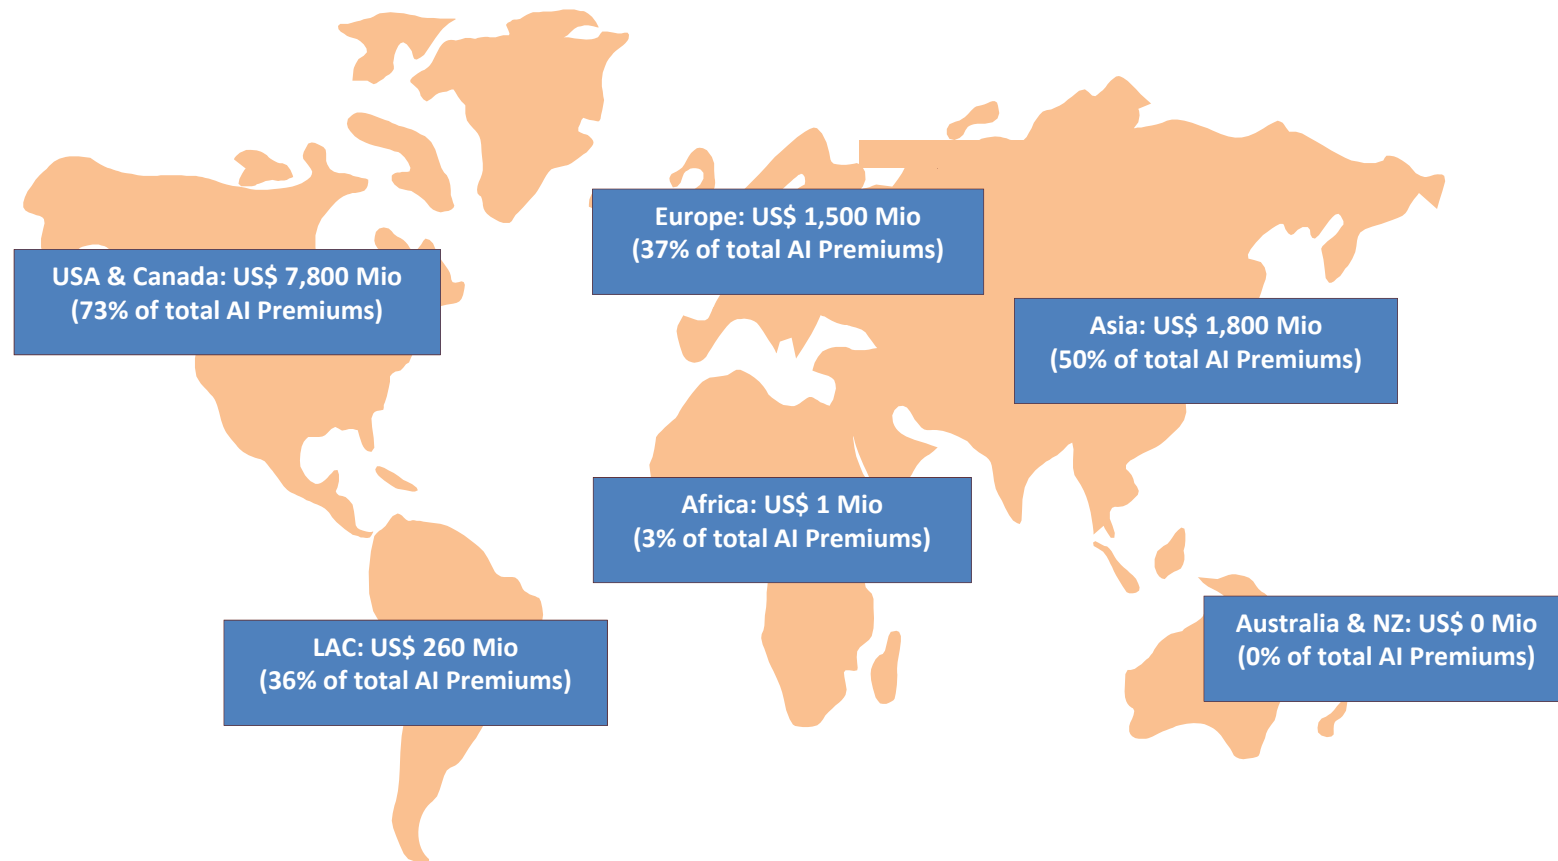 Europe: US$ 1,500 Mio
(37% of total AI Premiums)
USA & Canada: US$ 7,800 Mio
(73% of total AI Premiums)
Asia: US$ 1,800 Mio
(50% of total AI Premiums)
Africa: US$ 1 Mio
(3% of total AI Premiums)
LAC: US$ 260 Mio
(36% of total AI Premiums)
Australia & NZ: US$ 0 Mio
(0% of total AI Premiums)